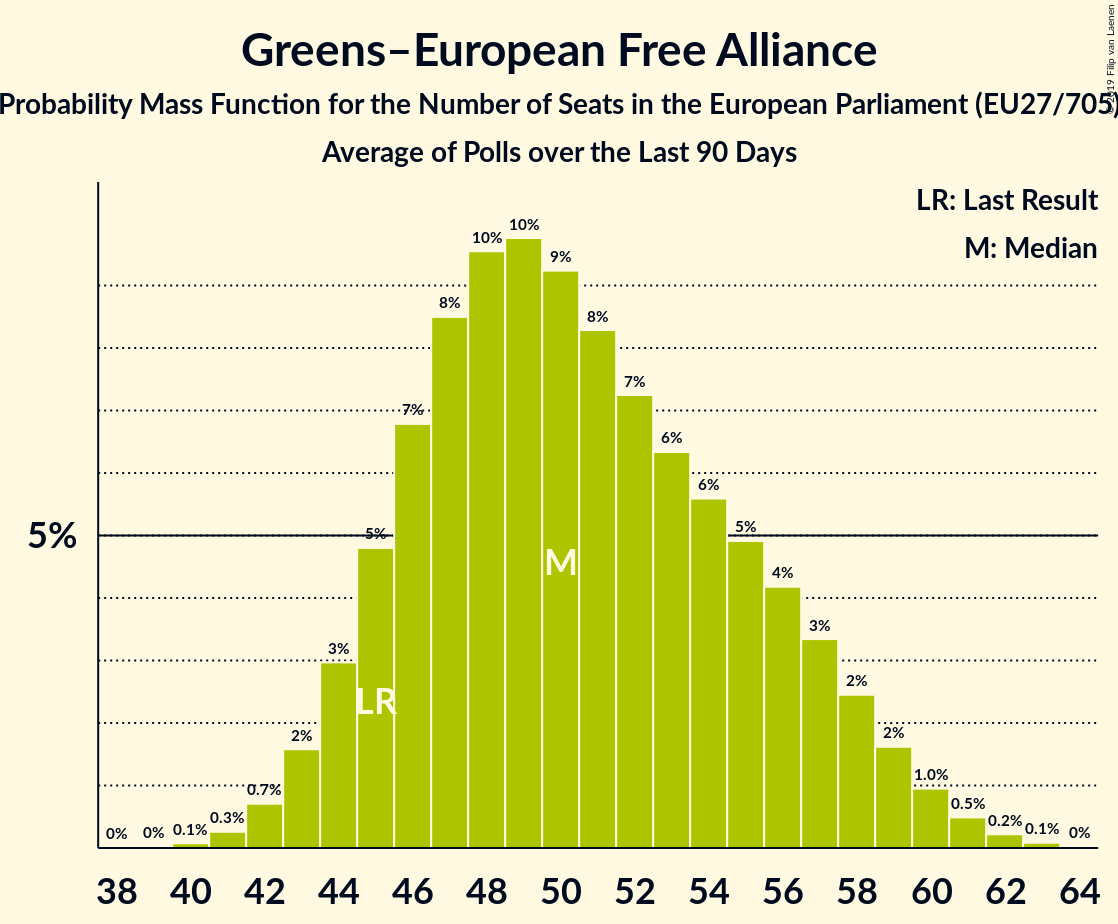 Greens–European Free Alliance
Probability Mass Function for the Number of Seats in the European Parliament (EU27/705)
Average of Polls over the Last 90 Days
© 2019 Filip van Laenen
LR: Last Result
M: Median
5%
0% 0% 0.1% 0.3% 0.7% 2% 3% 5% 7% 8% 10% 10% 9% 8% 7% 6% 6% 5% 4% 3% 2% 2% 1.0% 0.5% 0.2% 0.1% 0%
M
LR
38 40 42 44 46 48 50 52 54 56 58 60 62 64